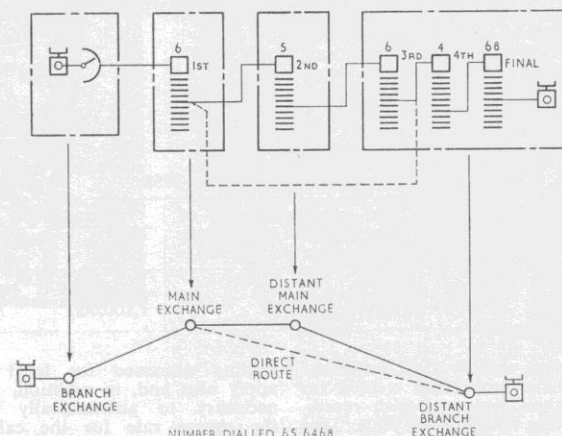 6 5 6 4 68
1ST 2ND 3RD 4TH FINAL
MAIN
EXCHANGE
DISTANT
MAIN
EXCHANGE
DIRECT
ROUTE
BRANCH
EXCHANGE
DISTANT
BRANCH
EXCHANGE
NUMBER DIALLED 65 6468